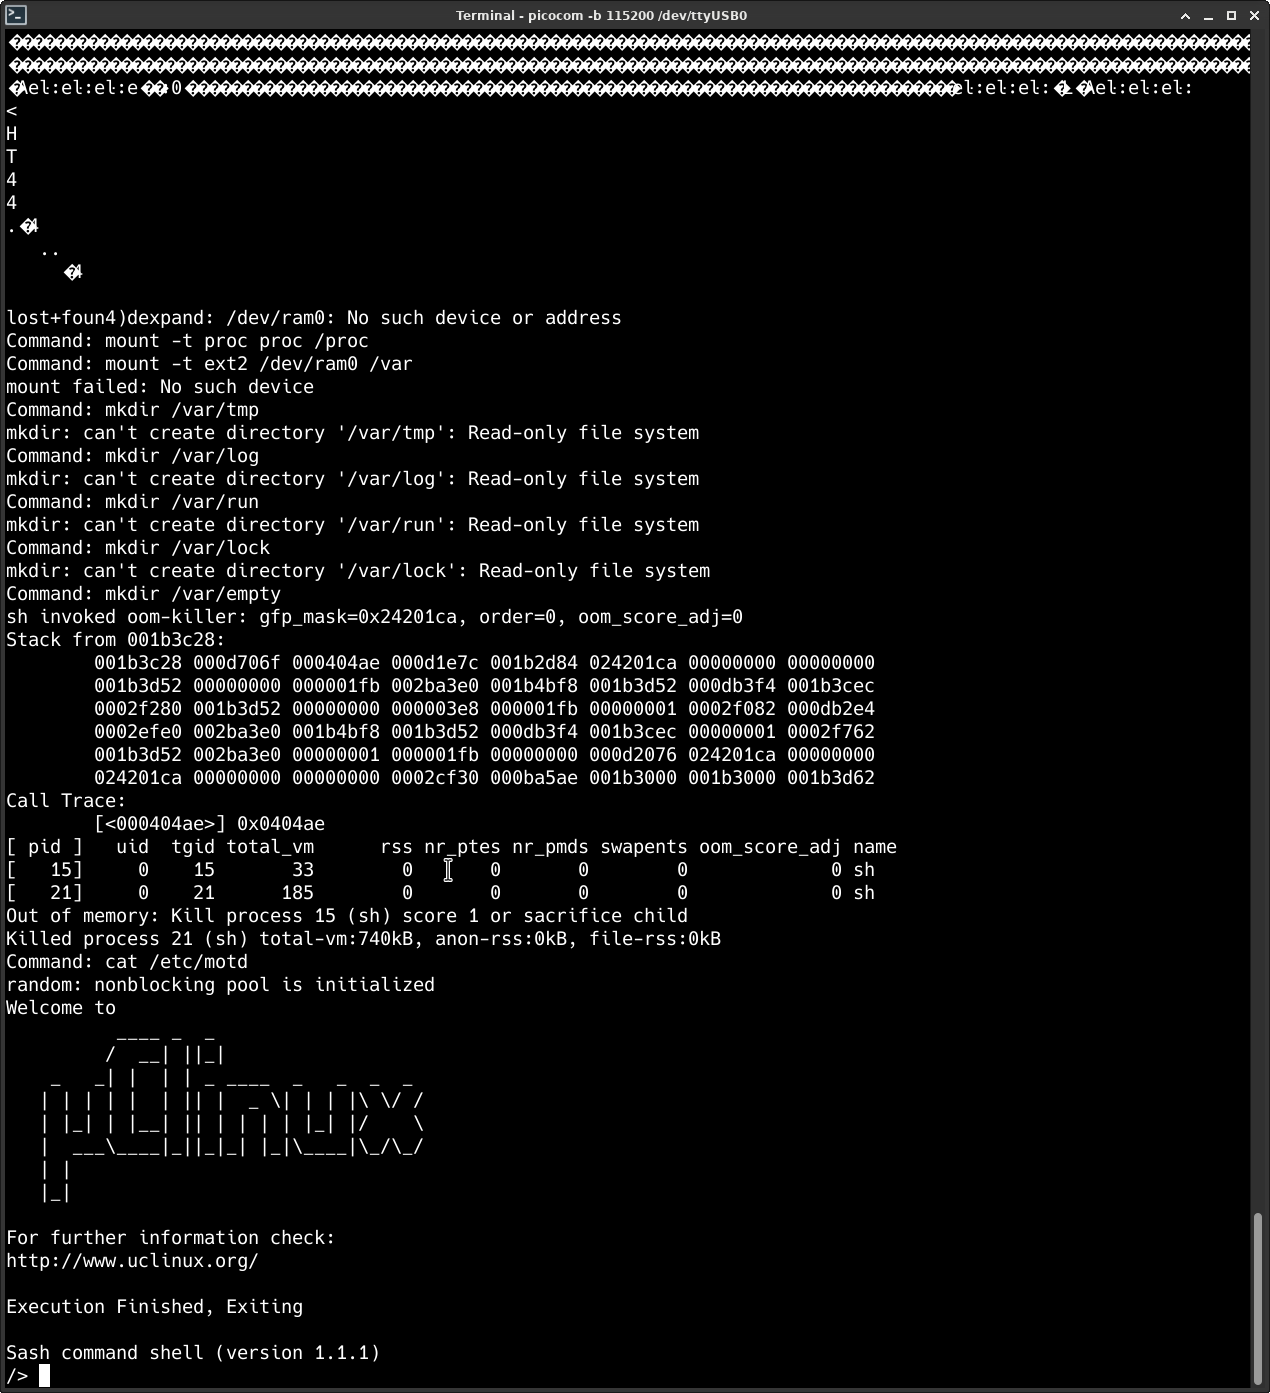 Terminal - picocom -b 115200 /dev/ttyUSB0
Ael:el:el:e :0 el:el:el: Ael:el:el:
<
H
T
4
4
. 4
..
4
lost+foun4)dexpand: /dev/ram0: No such device or address
Command: mount -t proc proc /proc
Command: mount -t ext2 /dev/ram0 /var
mount failed: No such device
Command: mkdir /var/tmp
mkdir: can't create directory '/var/tmp': Read-only file system
Command: mkdir /var/log
mkdir: can't create directory '/var/log': Read-only file system
Command: mkdir /var/run
mkdir: can't create directory '/var/run': Read-only file system
Command: mkdir /var/lock
mkdir: can't create directory '/var/lock': Read-only file system
Command: mkdir /var/empty
sh invoked oom-killer: gfp_mask=0x24201ca, order=0, oom_score_adj=0
Stack from 001b3c28:
001b3c28 000d706f 000404ae 000d1e7c 001b2d84 024201ca 00000000 00000000
001b3d52 00000000 000001fb 002ba3e0 001b4bf8 001b3d52 000db3f4 001b3cec
0002f280 001b3d52 00000000 000003e8 000001fb 00000001 0002f082 000db2e4
0002efe0 002ba3e0 001b4bf8 001b3d52 000db3f4 001b3cec 00000001 0002f762
001b3d52 002ba3e0 00000001 000001fb 00000000 000d2076 024201ca 00000000
024201ca 00000000 00000000 0002cf30 000ba5ae 001b3000 001b3000 001b3d62
Call Trace:
[<000404ae>] 0x0404ae
[ pid ] uid tgid total_vm rss nr_ptes nr_pmds swapents oom_score_adj name
[ 15] 0 15 33 0 0 0 0 0 sh
[ 21] 0 21 185 0 0 0 0 0 sh
Out of memory: Kill process 15 (sh) score 1 or sacrifice child
Killed process 21 (sh) total-vm:740kB, anon-rss:0kB, file-rss:0kB
Command: cat /etc/motd
random: nonblocking pool is initialized
Welcome to
µClinux
For further information check:
http://www.uclinux.org/
Execution Finished, Exiting
Sash command shell (version 1.1.1)
/>